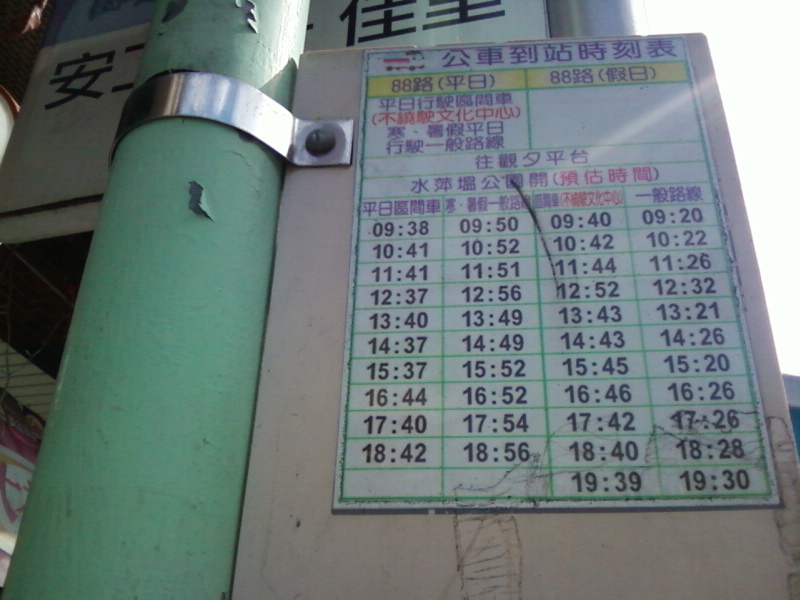 佳里
安
公車到站時刻表
88路(平日) 88路(假日)
平日行駛區間車
(不繞駛文化中心)
寒、暑假平日
行駛一般路線
往觀夕平台
水萍塭公園開(預估時間)
平日區間車 寒、暑假一般路線 區間車(不繞駛文化中心) 一般路線
09:38 09:50 09:40 09:20
10:41 10:52 10:42 10:22
11:41 11:51 11:44 11:26
12:37 12:56 12:52 12:32
13:40 13:49 13:43 13:21
14:37 14:49 14:43 14:26
15:37 15:52 15:45 15:20
16:44 16:52 16:46 16:26
17:40 17:54 17:42 17:26
18:42 18:56 18:40 18:28
19:39 19:30